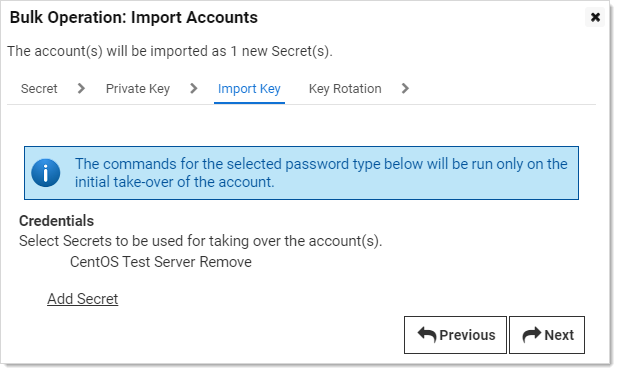 Bulk Operation: Import Accounts
The account(s) will be imported as 1 new Secret(s).
Secret Private Key Import Key Key Rotation
The commands for the selected password type below will be run only on the
initial take-over of the account.
Credentials
Select Secrets to be used for taking over the account(s).
CentOS Test Server Remove
Add Secret
Previous Next